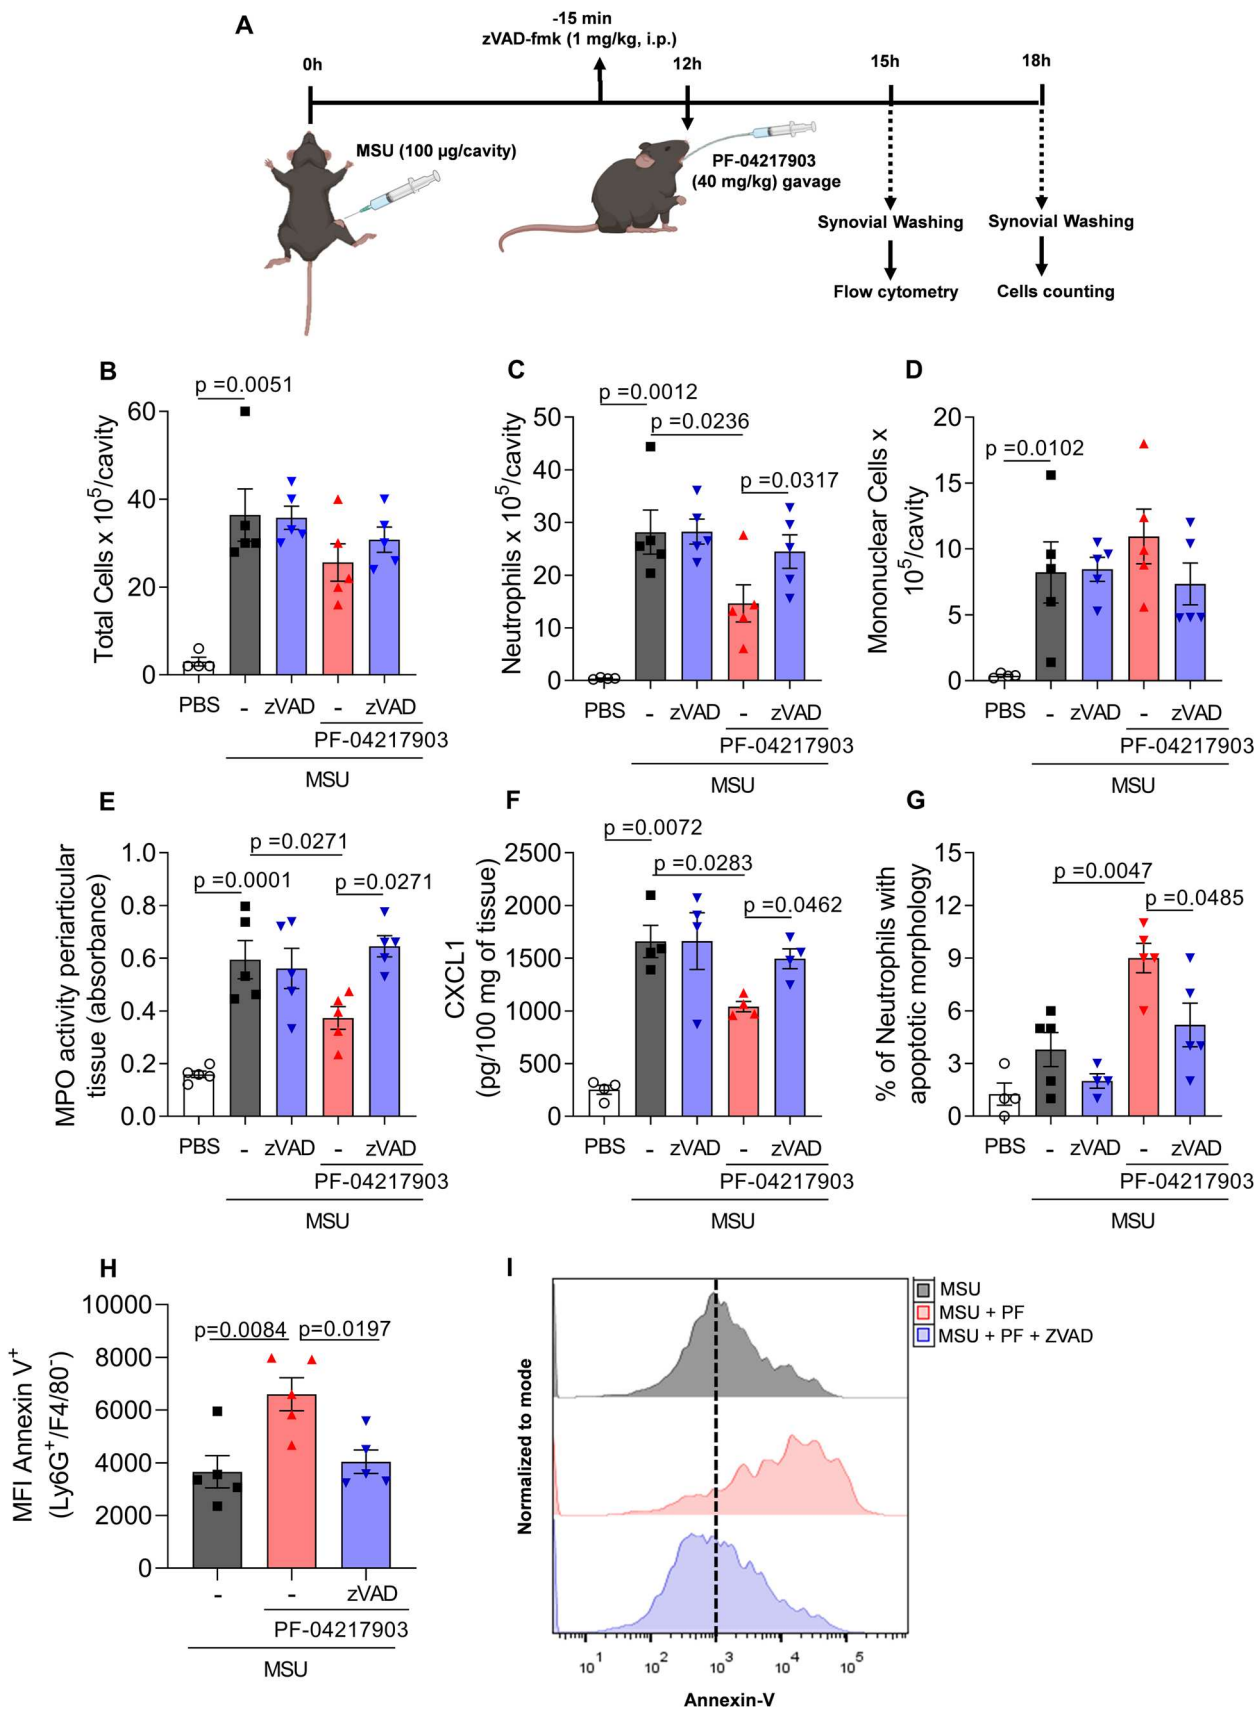 A
-15 min
zVAD-fmk (1 mg/kg, i.p.)
0h
12h
15h
18h
MSU (100 µg/cavity)
PF-04217903
(40 mg/kg) gavage
Synovial Washing
Synovial Washing
Flow cytometry
Cells counting
B
p =0.0051
Total Cells x 10⁵/cavity
60
40
20
0
PBS
-
zVAD
-
zVAD
PF-04217903
MSU
C
p =0.0012
p =0.0236
p =0.0317
Neutrophils x 10⁵/cavity
50
40
30
20
10
0
PBS
-
zVAD
-
zVAD
PF-04217903
MSU
D
p =0.0102
Mononuclear Cells x
10⁵/cavity
20
15
10
5
0
PBS
-
zVAD
-
zVAD
PF-04217903
MSU
E
p =0.0271
p =0.0001
p =0.0271
MPO activity periarticular
tissue (absorbance)
1.0
0.8
0.6
0.4
0.2
0.0
PBS
-
zVAD
-
zVAD
PF-04217903
MSU
F
p =0.0072
p =0.0283
p =0.0462
CXCL1
(pg/100 mg of tissue)
2500
2000
1500
1000
500
0
PBS
-
zVAD
-
zVAD
PF-04217903
MSU
G
p =0.0047
p =0.0485
% of Neutrophils with
apoptotic morphology
15
12
9
6
3
0
PBS
-
zVAD
-
zVAD
PF-04217903
MSU
H
p=0.0084
p=0.0197
MFI Annexin V⁺
(Ly6G⁺/F4/80⁻)
10000
8000
6000
4000
2000
0
-
-
zVAD
PF-04217903
MSU
I
MSU
MSU + PF
MSU + PF + ZVAD
Normalized to mode
10¹
10²
10³
10⁴
10⁵
Annexin-V